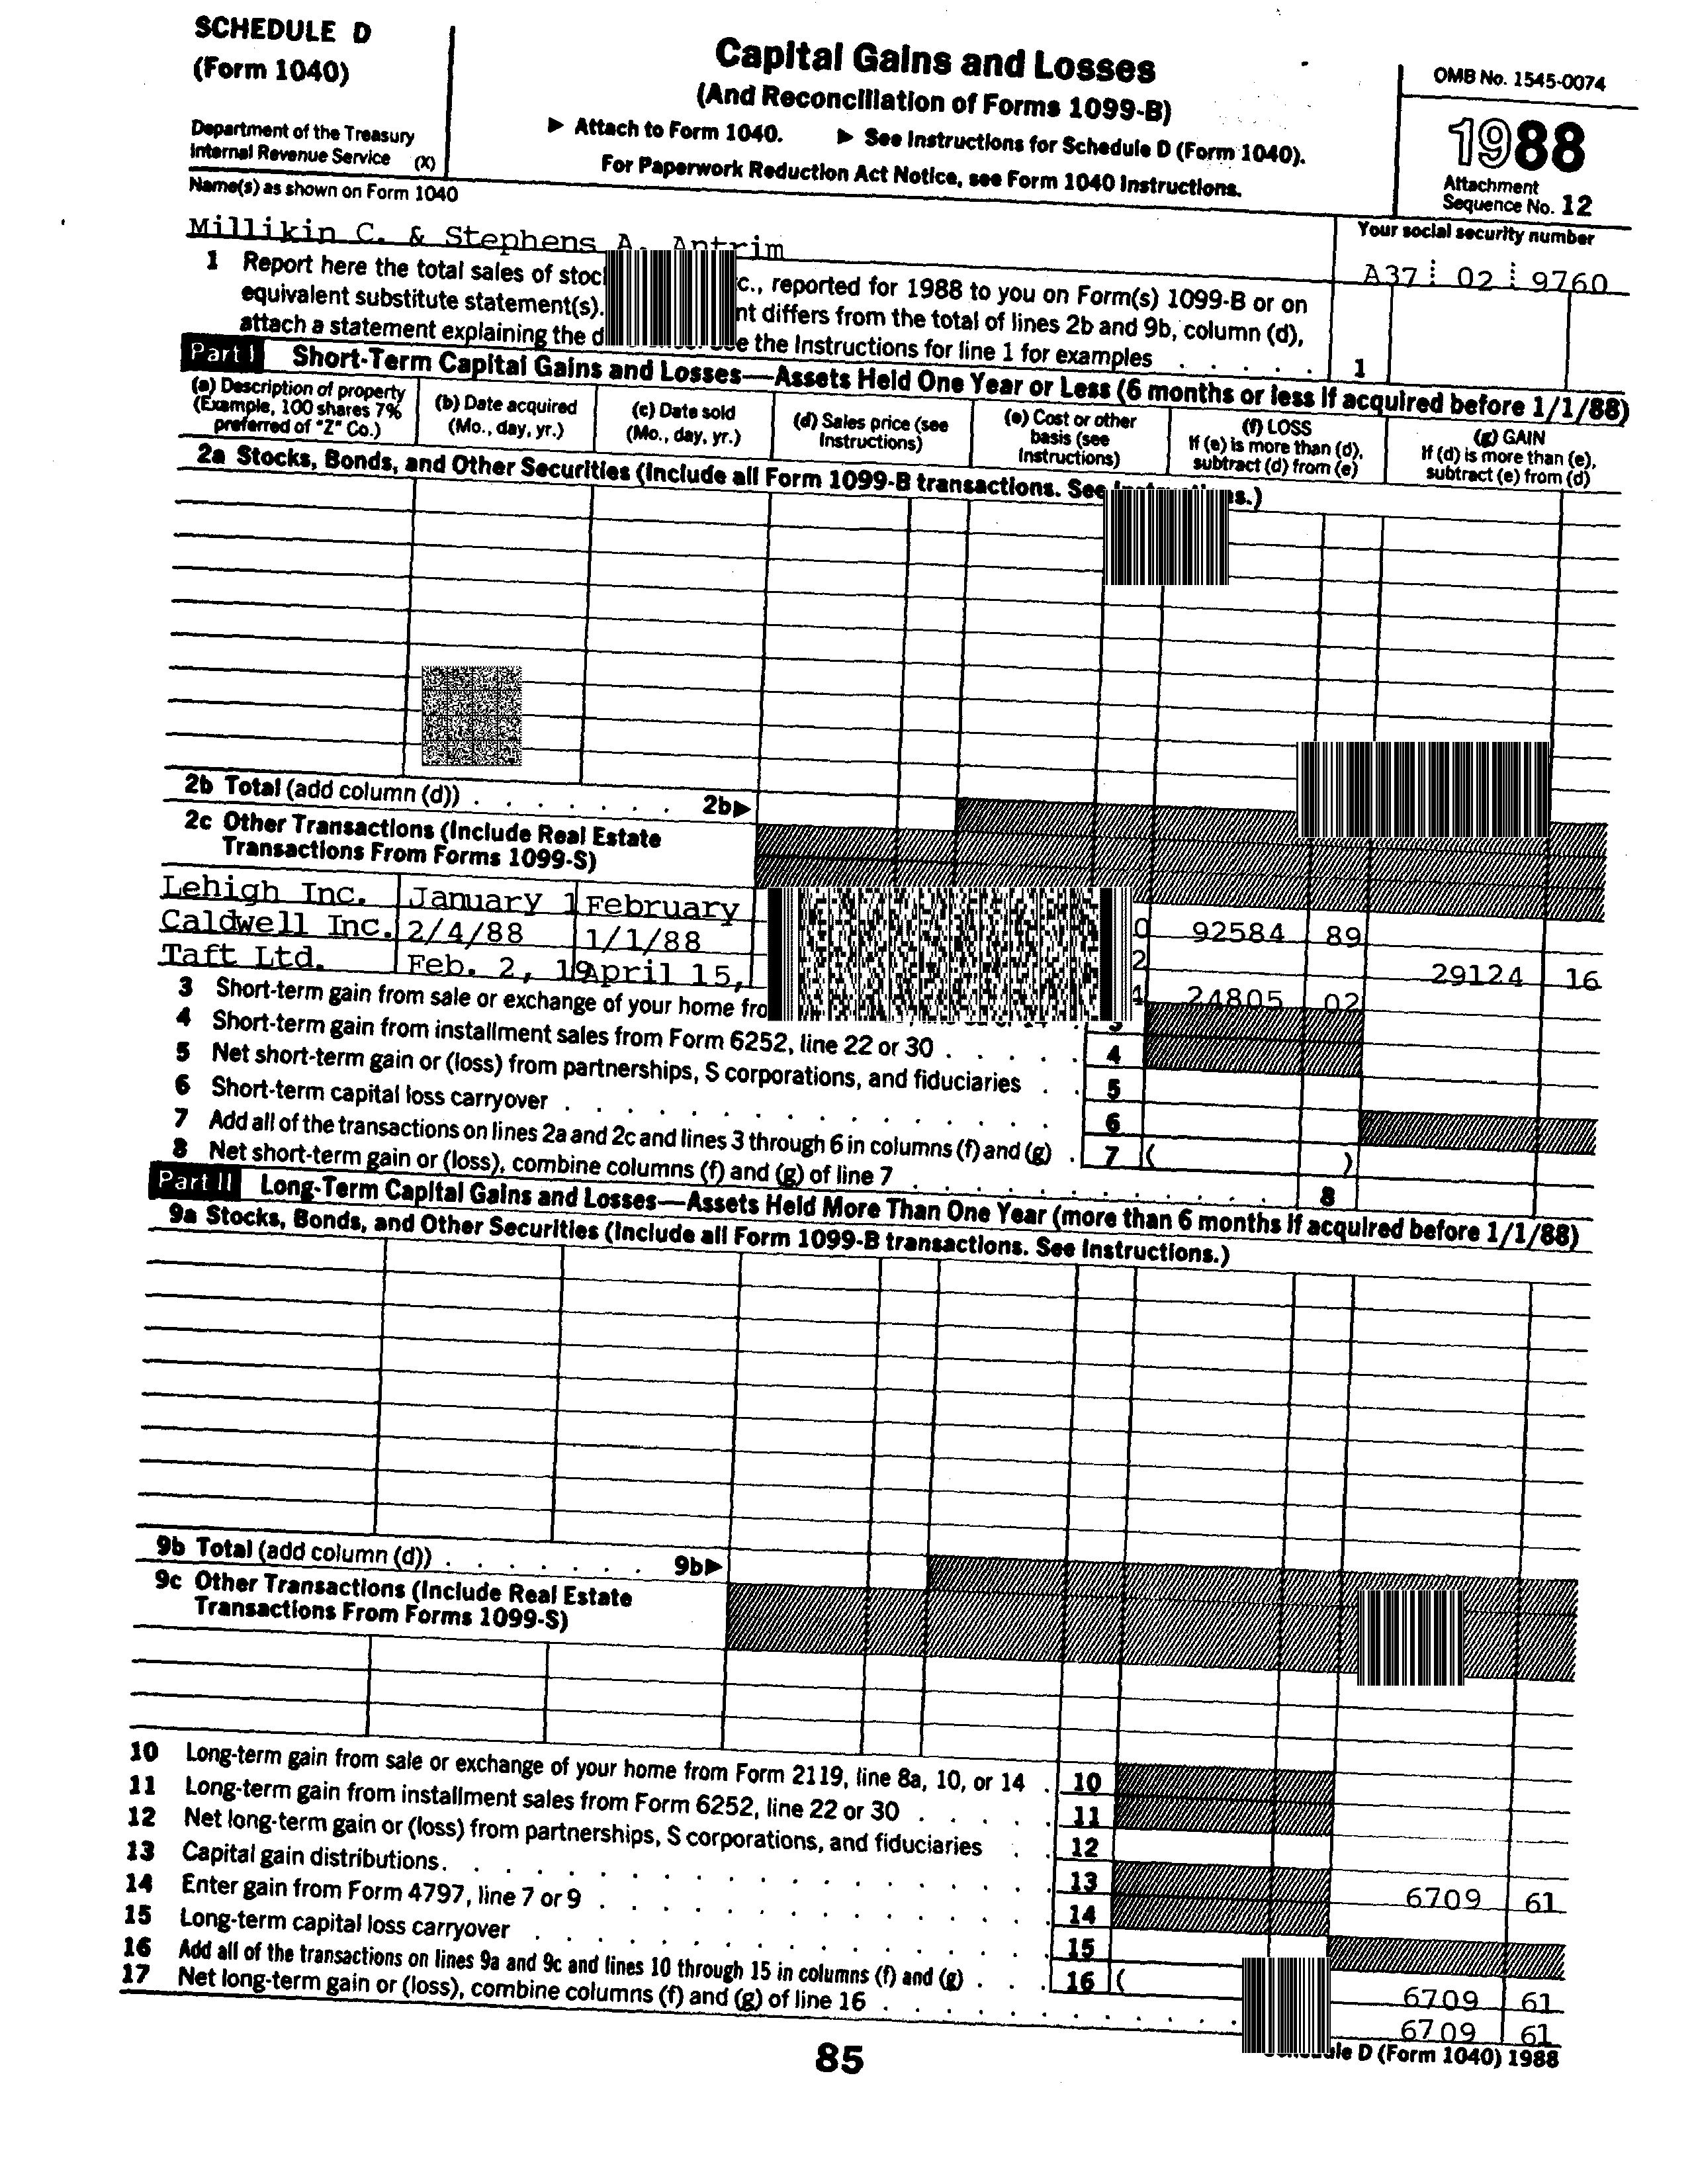 SCHEDULE D
(Form 1040)
Department of the Treasury
Internal Revenue Service (X)
Capital Gains and Losses
(And Reconciliation of Forms 1099-B)
▶ Attach to Form 1040. ▶ See Instructions for Schedule D (Form 1040).
For Paperwork Reduction Act Notice, see Form 1040 Instructions.
OMB No. 1545-0074
1988
Attachment
Sequence No. 12
Name(s) as shown on Form 1040
Millikin C. & Stephens A. Antrim
Your social security number
A37 02 9760
1 Report here the total sales of c., reported for 1988 to you on Form(s) 1099-B or on
equivalent substitute statement(s). differs from the total of lines 2b and 9b, column (d),
attach a statement explaining the the Instructions for line 1 for examples . . . . . 1
Part I Short-Term Capital Gains and Losses—Assets Held One Year or Less (6 months or less if acquired before 1/1/88)
(a) Description of property
(Example, 100 shares 7%
preferred of "Z" Co.)
(b) Date acquired
(Mo., day, yr.)
(c) Date sold
(Mo., day, yr.)
(d) Sales price (see
Instructions)
(e) Cost or other
basis (see
Instructions)
(f) LOSS
If (e) is more than (d),
subtract (d) from (e)
(g) GAIN
If (d) is more than (e),
subtract (e) from (d)
2a Stocks, Bonds, and Other Securities (Include all Form 1099-B transactions. See
2b Total (add column (d)) . . . . . . . 2b▶
2c Other Transactions (Include Real Estate
Transactions From Forms 1099-S)
Lehigh Inc. January 1 February 0 92584 89
Caldwell Inc. 2/4/88 1/1/88 2 29124 16
Taft Ltd. Feb. 2, 19 April 15, 4 24805 02
3 Short-term gain from sale or exchange of your home 3
4 Short-term gain from installment sales from Form 6252, line 22 or 30 . . . . . 4
5 Net short-term gain or (loss) from partnerships, S corporations, and fiduciaries . . 5
6 Short-term capital loss carryover . . . . . . . . . . . . . 6
7 Add all of the transactions on lines 2a and 2c and lines 3 through 6 in columns (f) and (g) . 7 ( )
8 Net short-term gain or (loss), combine columns (f) and (g) of line 7 . . . . . . . . . . . . 8
Part II Long-Term Capital Gains and Losses—Assets Held More Than One Year (more than 6 months if acquired before 1/1/88)
9a Stocks, Bonds, and Other Securities (Include all Form 1099-B transactions. See Instructions.)
9b Total (add column (d)) . . . . . . . 9b▶
9c Other Transactions (Include Real Estate
Transactions From Forms 1099-S)
10 Long-term gain from sale or exchange of your home from Form 2119, line 8a, 10, or 14 . 10
11 Long-term gain from installment sales from Form 6252, line 22 or 30 . . . . . 11
12 Net long-term gain or (loss) from partnerships, S corporations, and fiduciaries . . 12
13 Capital gain distributions. . . . . . . . . . . . . . . . 13 6709 61
14 Enter gain from Form 4797, line 7 or 9 . . . . . . . . . . . . 14
15 Long-term capital loss carryover . . . . . . . . . . . . . . 15
16 Add all of the transactions on lines 9a and 9c and lines 10 through 15 in columns (f) and (g) . . . 16 ( 6709 61
17 Net long-term gain or (loss), combine columns (f) and (g) of line 16 . . . . . . . . . . . 6709 61
85
D (Form 1040) 1988